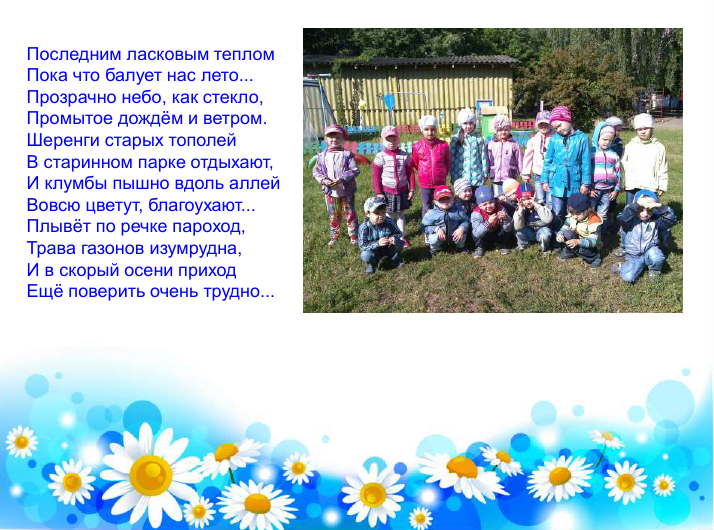 Последним ласковым теплом
Пока что балует нас лето...
Прозрачно небо, как стекло,
Промытое дождём и ветром.
Шеренги старых тополей
В старинном парке отдыхают,
И клумбы пышно вдоль аллей
Вовсю цветут, благоухают...
Плывёт по речке пароход,
Трава газонов изумрудна,
И в скорый осени приход
Ещё поверить очень трудно...